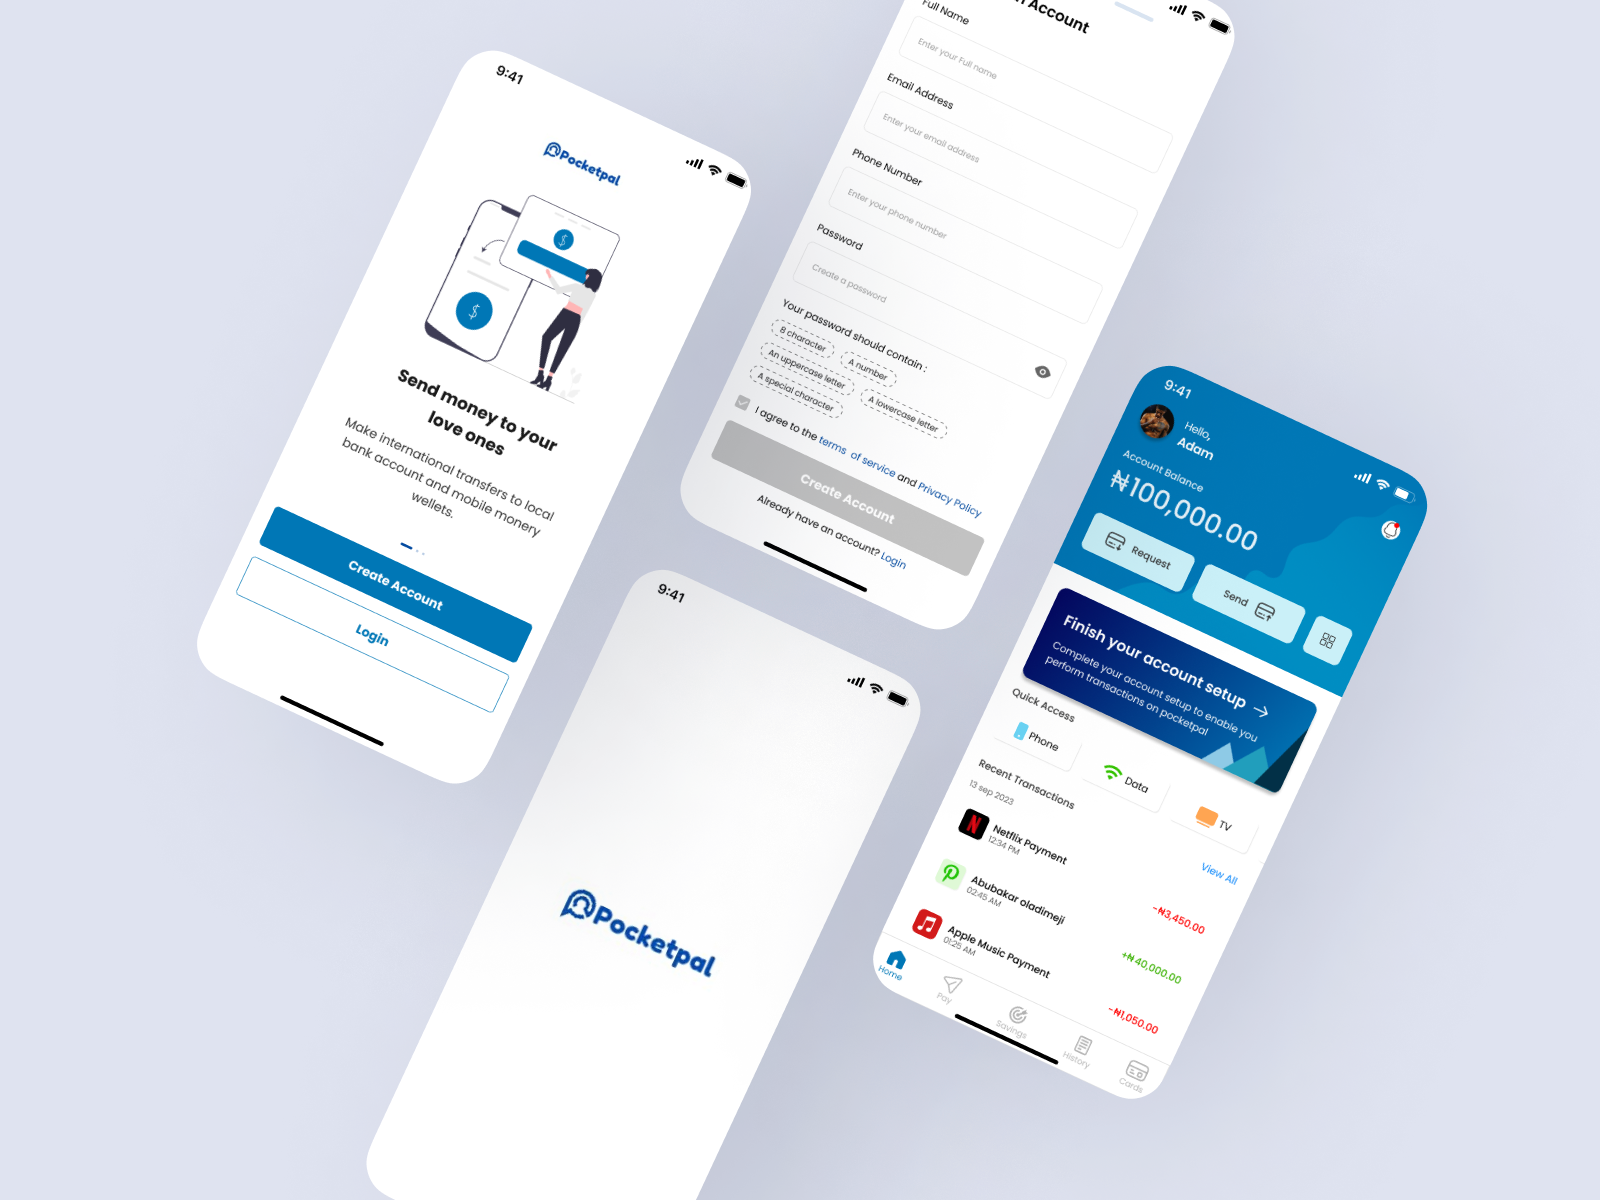 9:41
Pocketpal
$
$
Send money to your
love ones
Make international transfers to local
bank account and mobile monery
wellets.
Create Account
Login
Account
Full Name
Enter your Full name
Email Address
Enter your email address
Phone Number
Enter your phone number
Password
Create a password
Your password should contain :
8 character
A number
An uppercase letter
A lowercase letter
A special character
I agree to the terms of service and Privacy Policy
Create Account
Already have an account? Login
9:41
Pocketpal
9:41
Hello,
Adam
Account Balance
₦100,000.00
Request
Send
Finish your account setup
Complete your account setup to enable you
perform transactions on pocketpal
Quick Access
Phone
Data
TV
Recent Transactions
View All
13 sep 2023
N
Netflix Payment
12:34 PM
-₦3,450.00
Abubakar oladimeji
02:45 AM
+₦40,000.00
Apple Music Payment
01:25 AM
-₦1,050.00
Home
Pay
Savings
History
Cards